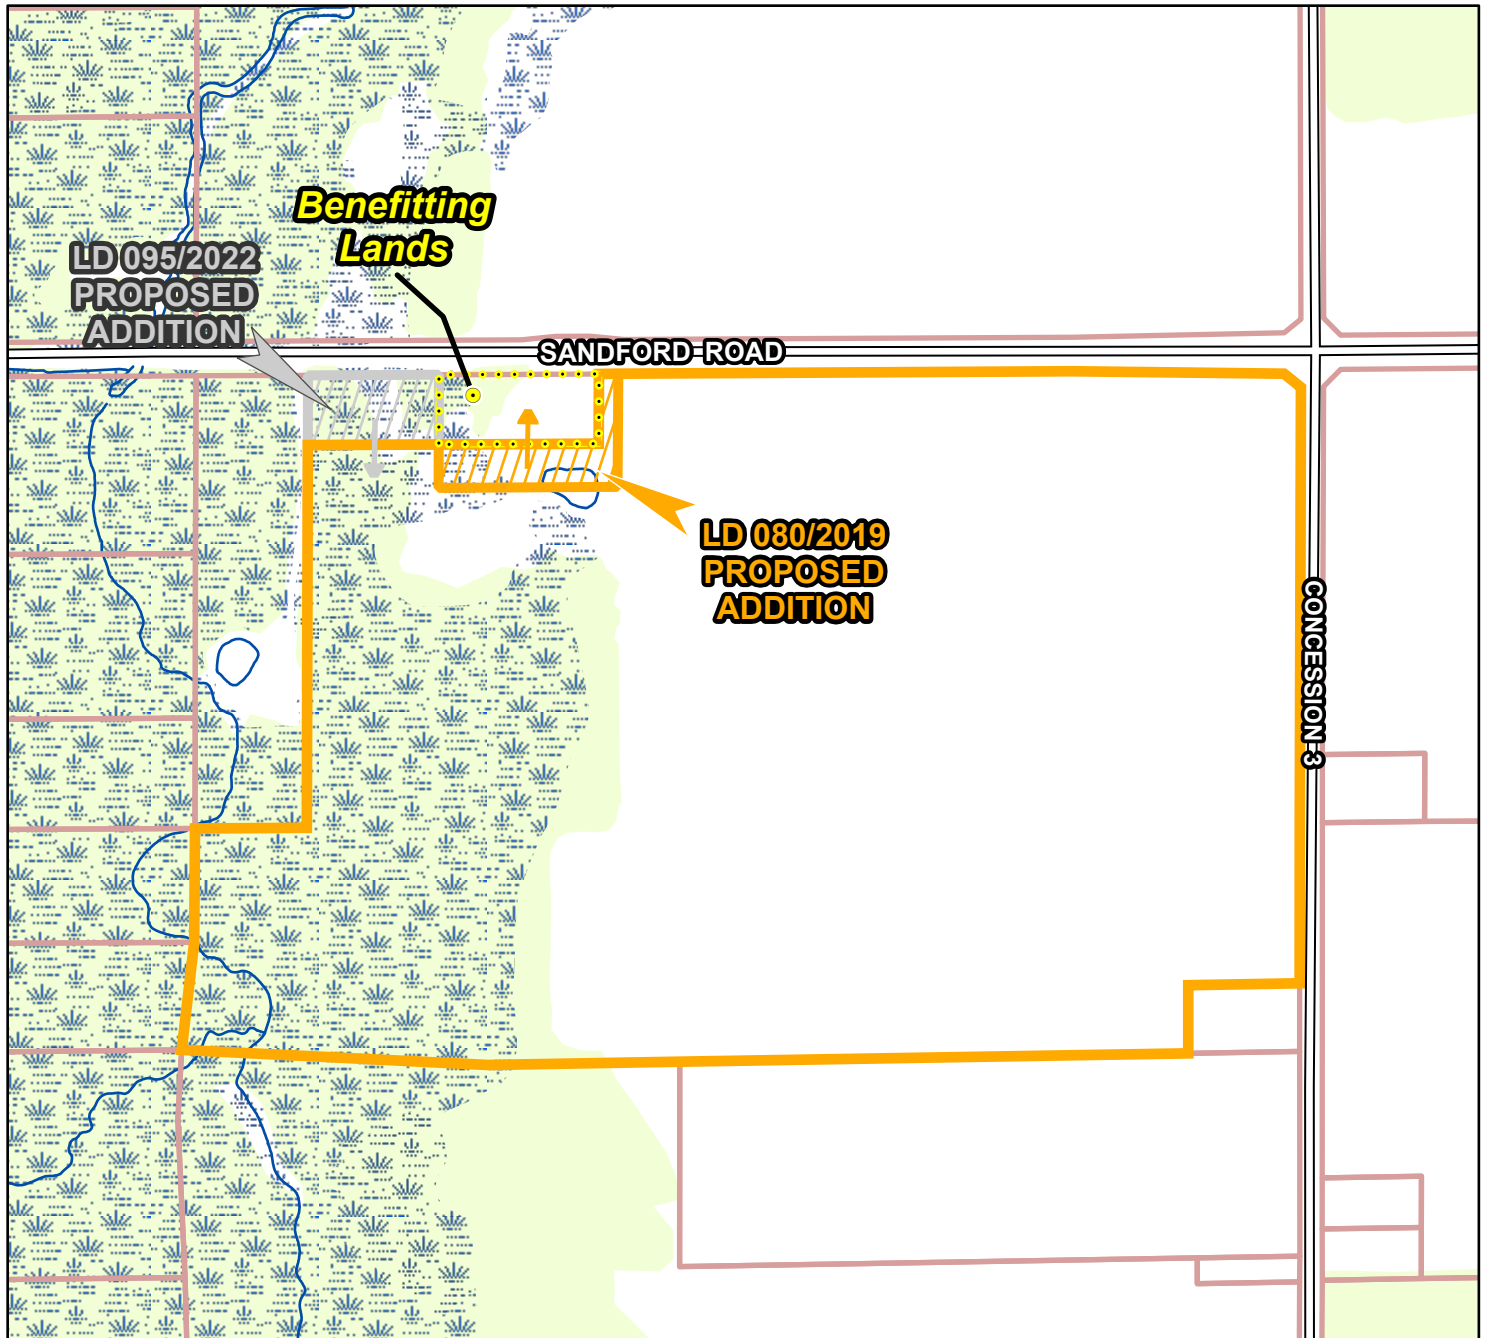 Benefitting
Lands
LD 095/2022
PROPOSED
ADDITION
SANDFORD ROAD
LD 080/2019
PROPOSED
ADDITION
CONCESSION 3